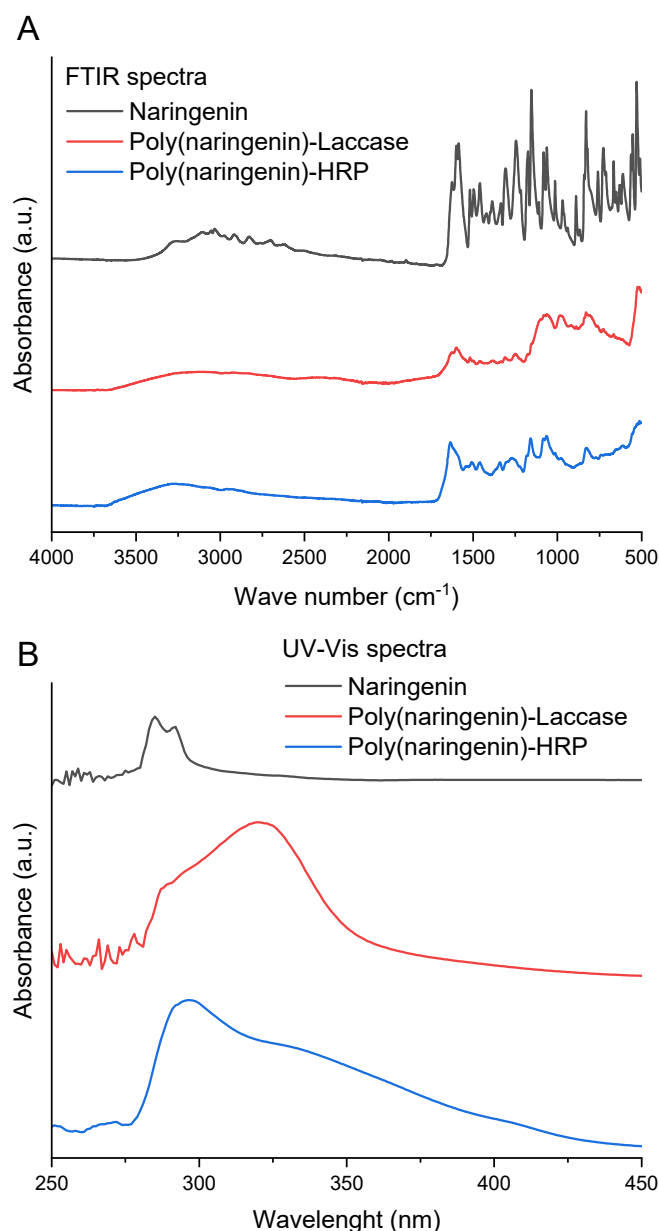 A
FTIR spectra
Naringenin
Poly(naringenin)-Laccase
Poly(naringenin)-HRP
Absorbance (a.u.)
4000 3500 3000 2500 2000 1500 1000 500
Wave number (cm⁻¹)
B
UV-Vis spectra
Naringenin
Poly(naringenin)-Laccase
Poly(naringenin)-HRP
Absorbance (a.u.)
250 300 350 400 450
Wavelenght (nm)